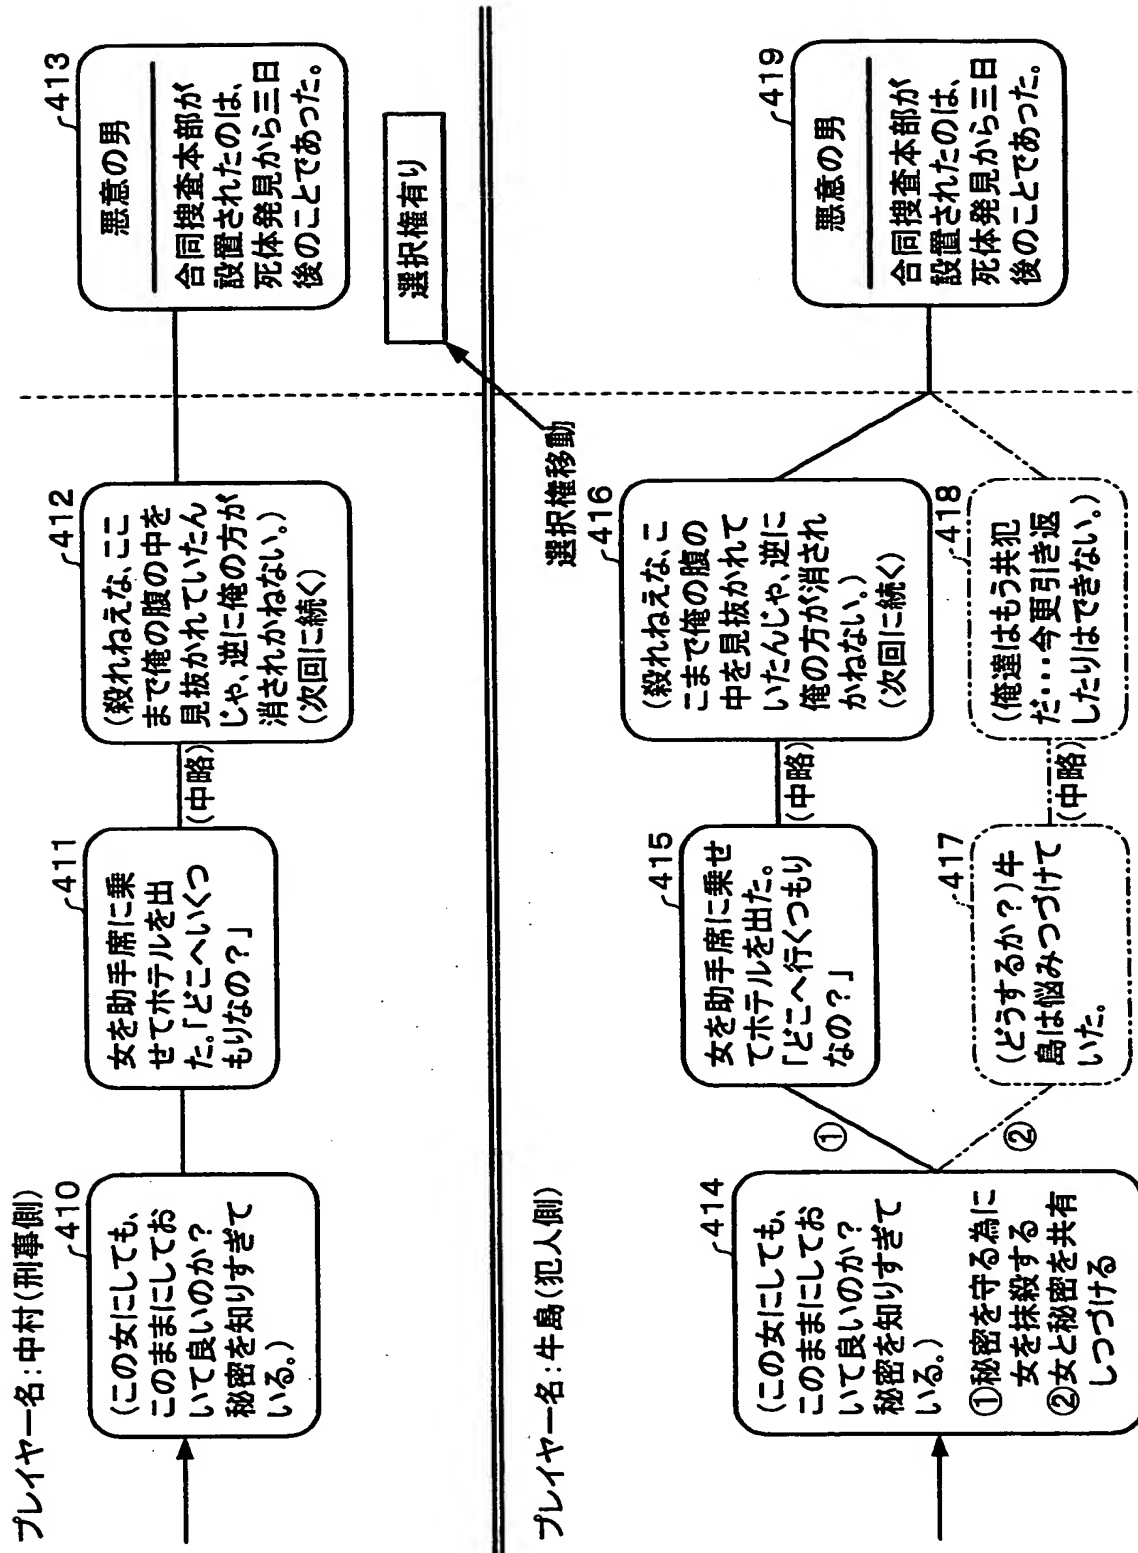 プレイヤー名:中村(刑事側)
410
(この女にしても、
このままにしてお
いて良いのか?
秘密を知りすぎて
いる。)
411
女を助手席に乗
せてホテルを出
た。「どこへいくつ
もりなの?」
(中略)
412
(殺れねえな、ここ
まで俺の腹の中を
見抜かれていたん
じゃ、逆に俺の方が
消されかねない。)
(次回に続く)
413
悪意の男
合同捜査本部が
設置されたのは、
死体発見から三日
後のことであった。
選択権有り
選択権移動
プレイヤー名:牛島(犯人側)
414
(この女にしても、
このままにしてお
いて良いのか?
秘密を知りすぎて
いる。)
①秘密を守る為に
女を抹殺する
②女と秘密を共有
しつづける
①
②
415
女を助手席に乗せ
てホテルを出た。
「どこへ行くつもり
なの?」
(中略)
416
(殺れねえな、こ
こまで俺の腹の
中を見抜かれて
いたんじゃ、逆に
俺の方が消され
かねない。)
(次回に続く)
417
(どうするか?)牛
島は悩みつづけて
いた。
(中略)
418
(俺達はもう共犯
だ・・・今更引き返
したりはできない。)
419
悪意の男
合同捜査本部が
設置されたのは、
死体発見から三日
後のことであった。